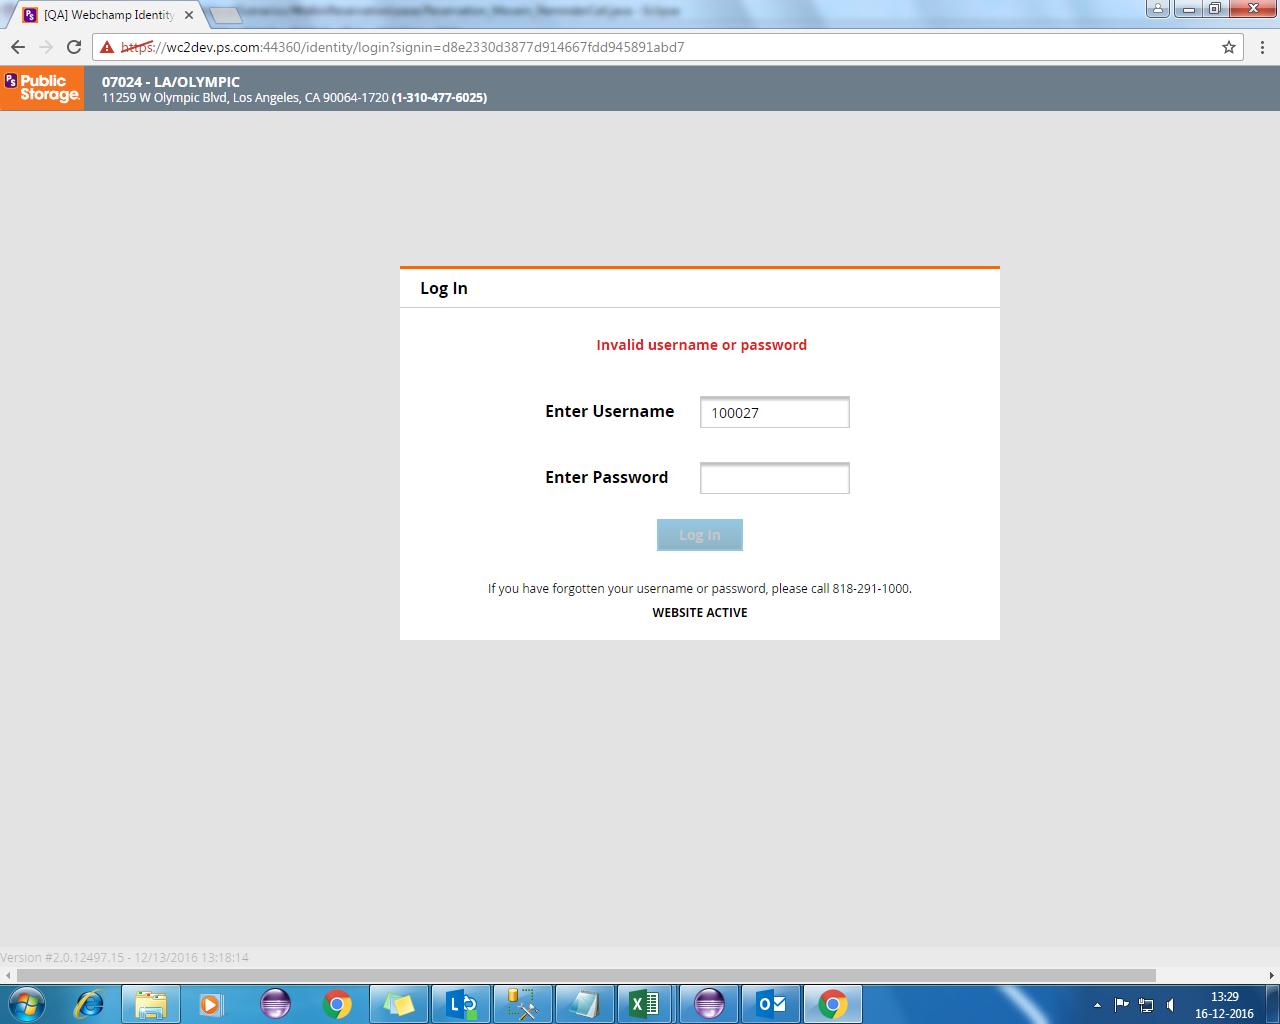 [QA] Webchamp Identity
https://wc2dev.ps.com:44360/identity/login?signin=d8e2330d3877d914667fdd945891abd7
PS Public Storage.
07024 - LA/OLYMPIC
11259 W Olympic Blvd, Los Angeles, CA 90064-1720 (1-310-477-6025)
Log In
Invalid username or password
Enter Username 100027
Enter Password
Log In
If you have forgotten your username or password, please call 818-291-1000.
WEBSITE ACTIVE
Version #2.0.12497.15 - 12/13/2016 13:18:14
13:29
16-12-2016